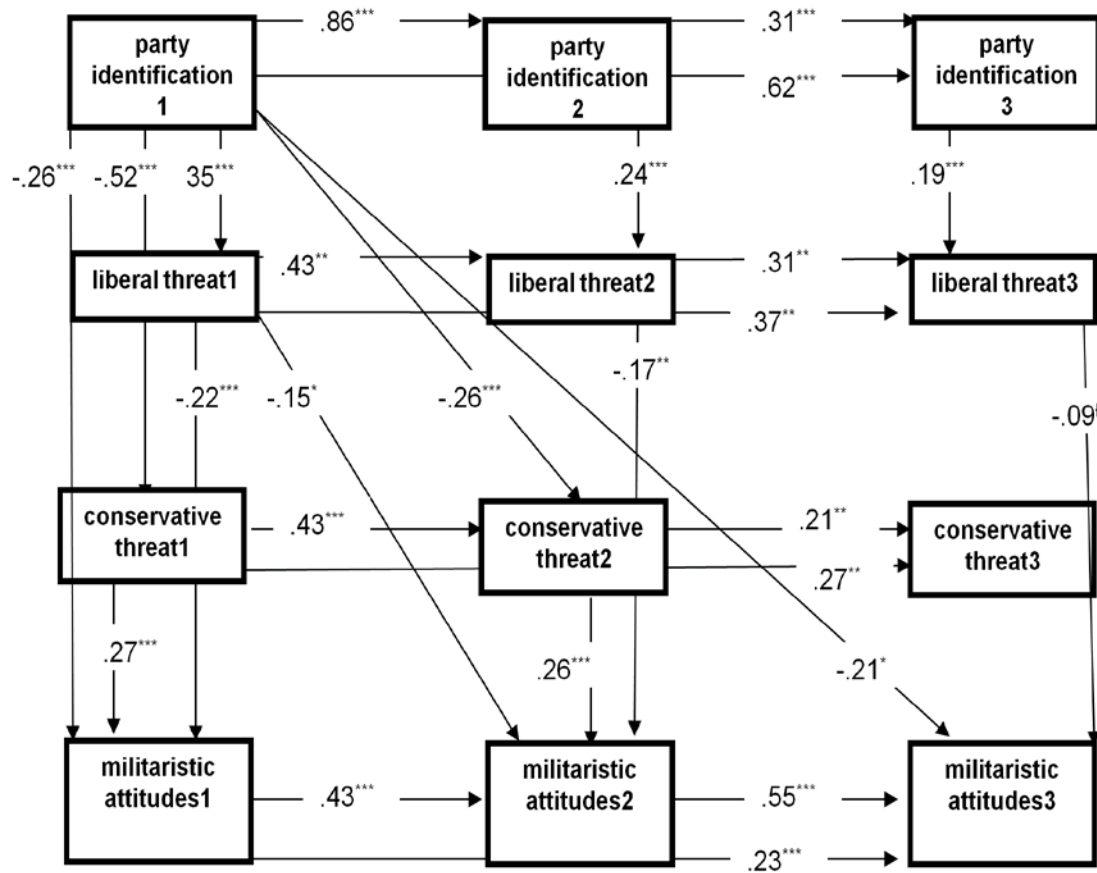 party identification 1
.86***
party identification 2
.31***
party identification 3
.62***
-.26***
-.52***
35***
.24***
.19***
liberal threat1
.43**
liberal threat2
.31**
liberal threat3
.37**
-.22***
-.15*
-.26***
-.17**
-.09
conservative threat1
.43***
conservative threat2
.21**
conservative threat3
.27**
.27***
.26***
-.21*
militaristic attitudes1
.43***
militaristic attitudes2
.55***
militaristic attitudes3
.23***